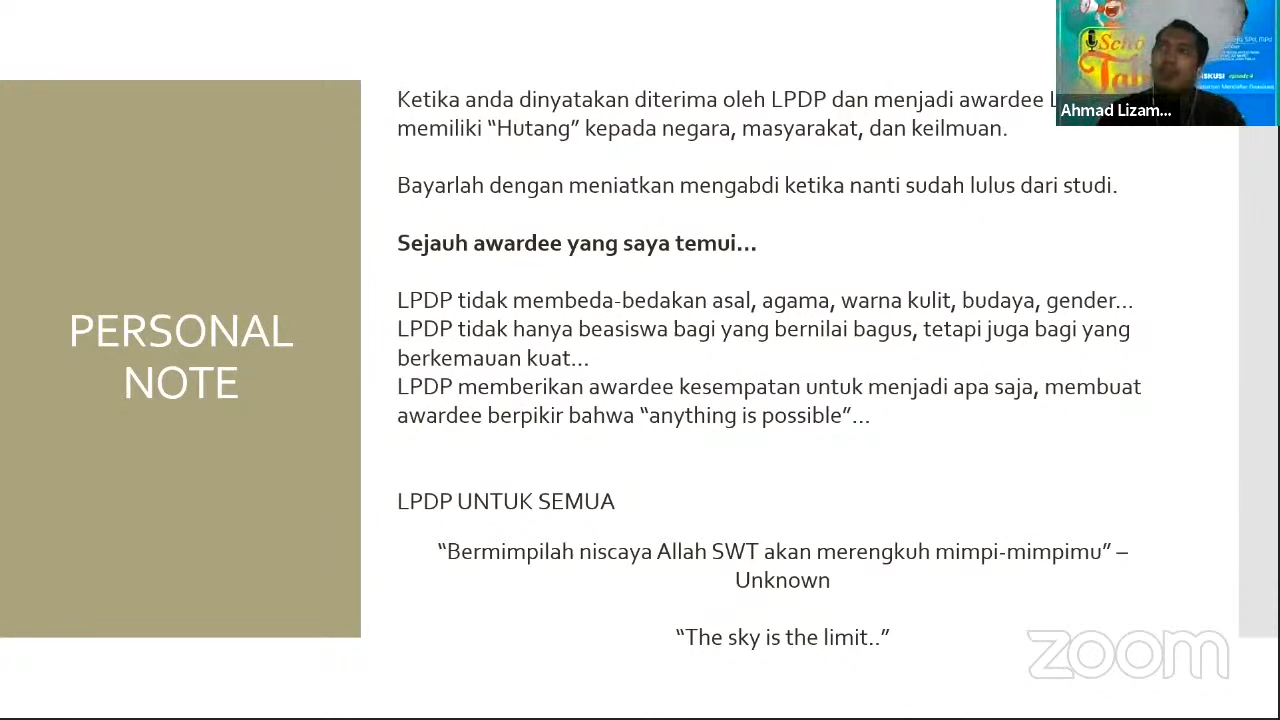 PERSONAL
NOTE
Ketika anda dinyatakan diterima oleh LPDP dan menjadi awardee
memiliki “Hutang” kepada negara, masyarakat, dan keilmuan.
Bayarlah dengan meniatkan mengabdi ketika nanti sudah lulus dari studi.
Sejauh awardee yang saya temui...
LPDP tidak membeda-bedakan asal, agama, warna kulit, budaya, gender...
LPDP tidak hanya beasiswa bagi yang bernilai bagus, tetapi juga bagi yang
berkemauan kuat...
LPDP memberikan awardee kesempatan untuk menjadi apa saja, membuat
awardee berpikir bahwa “anything is possible”...
LPDP UNTUK SEMUA
“Bermimpilah niscaya Allah SWT akan merengkuh mimpi-mimpimu” –
Unknown
“The sky is the limit..”
Ahmad Lizam...
zoom